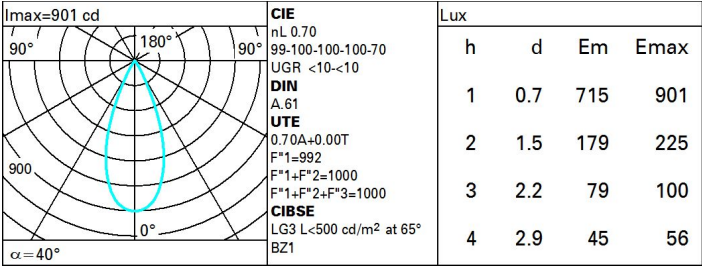 Imax=901 cd
90° 180° 90°
900
0°
α=40°
CIE
nL 0.70
99-100-100-100-70
UGR <10-<10
DIN
A.61
UTE
0.70A+0.00T
F"1=992
F"1+F"2=1000
F"1+F"2+F"3=1000
CIBSE
LG3 L<500 cd/m² at 65°
BZ1
Lux
h d Em Emax
1 0.7 715 901
2 1.5 179 225
3 2.2 79 100
4 2.9 45 56